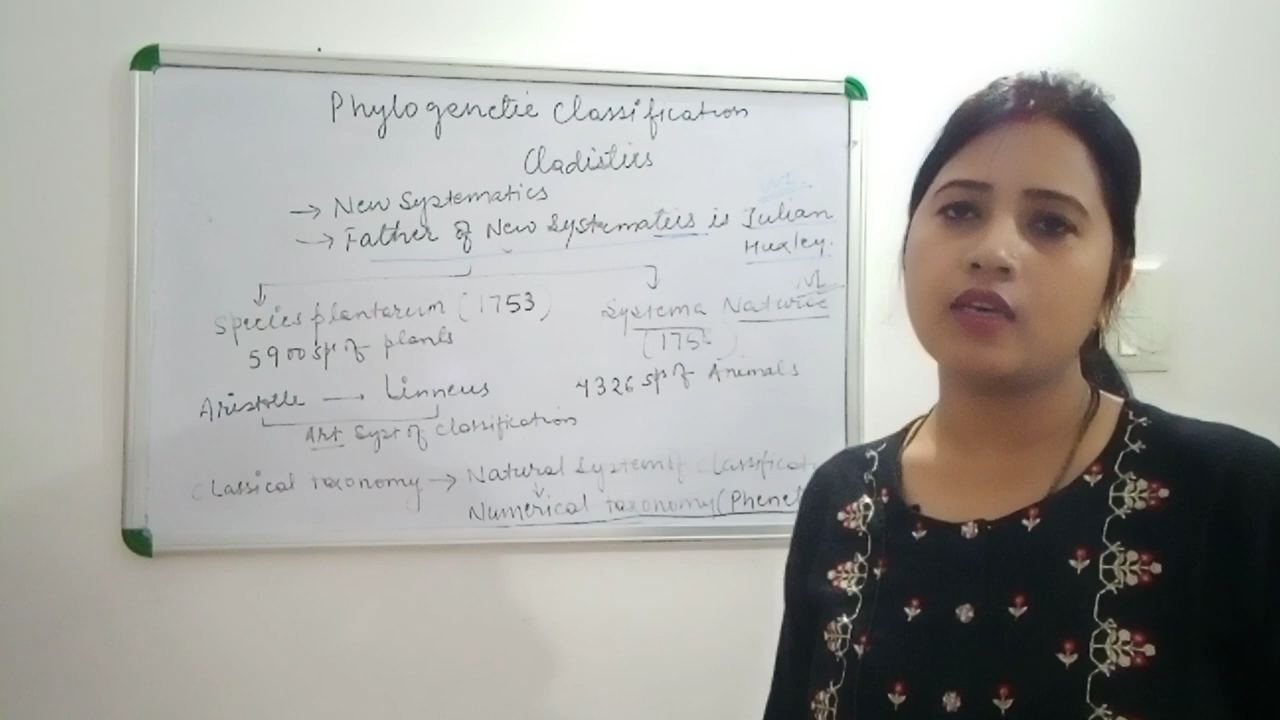 Phylogenetic Classification
Cladistics
→ New Systematics
→ Father of New Systematics is Julian
Huxley.
Species plantarum (1753)
Systema Naturae
5900 sp of plants
(175
4326 sp of Animals
Aristotle → Linneus
Art Syst of Classification
Classical taxonomy → Natural System of Classificat
Numerical taxonomy (Phene